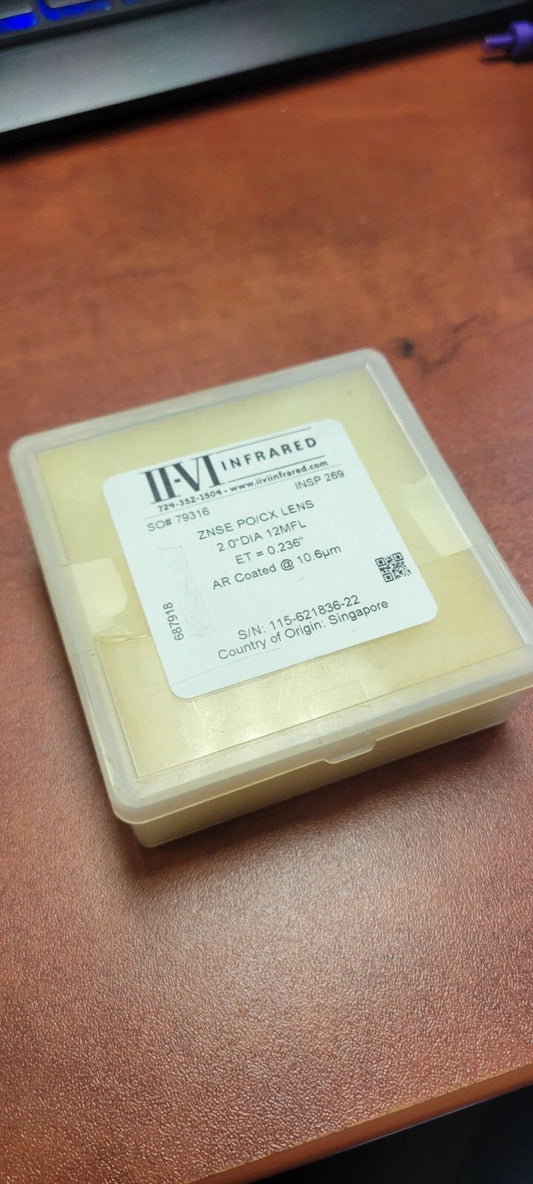 II-VI INFRARED
724-352-1504 - www.iiviinfrared.com
SO# 79316
INSP 269
ZNSE PO/CX LENS
2.0"DIA 12MFL
ET = 0.236"
AR Coated @ 10.6µm
687918
S/N: 115-621836-22
Country of Origin: Singapore